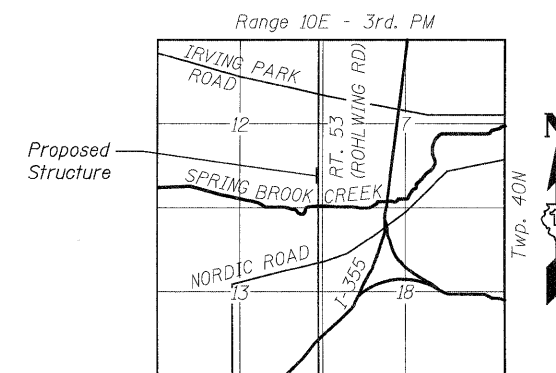 Range 10E - 3rd. PM
IRVING PARK
ROAD
RT. 53
(ROHLWING RD)
12
7
N
Proposed
Structure
SPRING BROOK CREEK
Twp. 40N
NORDIC ROAD
I-355
13
18